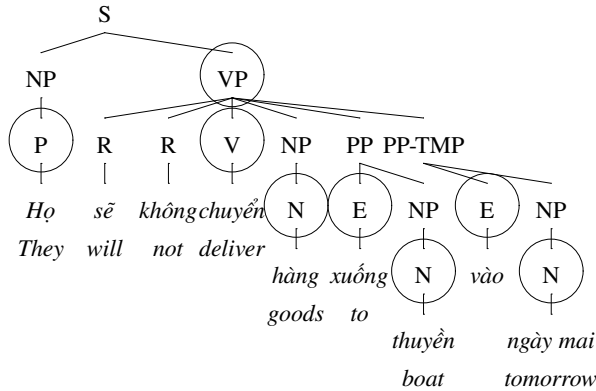 S
NP VP
P R R V NP PP PP-TMP
Họ sẽ không chuyển N E NP E NP
They will not deliver
hàng xuống N vào N
goods to
thuyền ngày mai
boat tomorrow